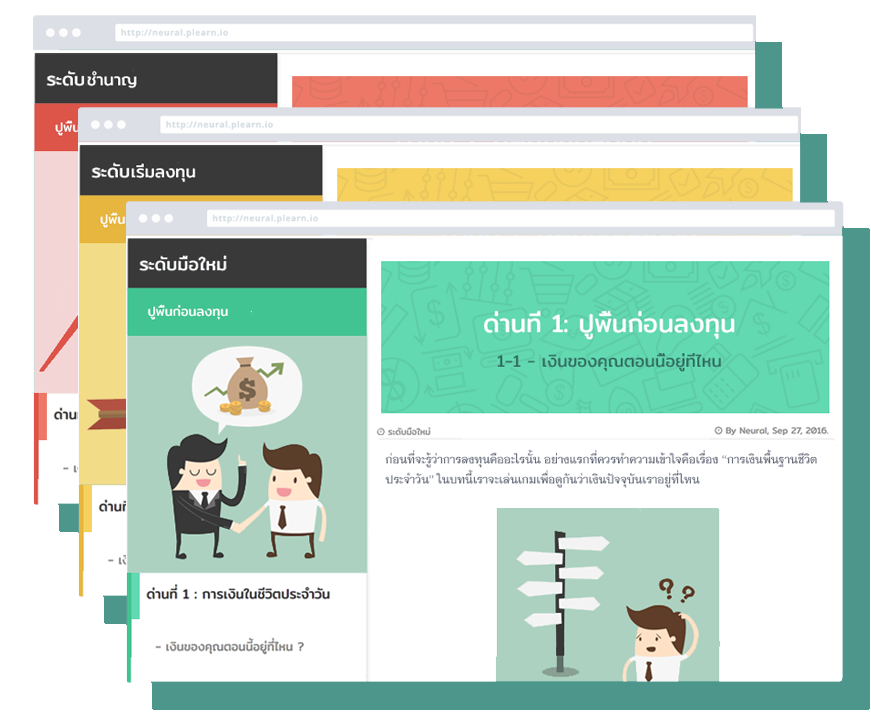 http://neural.plearn.io
ระดับชำนาญ
ปูพื้น
http://neural.plearn.io
ระดับเริ่มลงทุน
ปูพื้น
http://neural.plearn.io
ระดับมือใหม่
ปูพื้นก่อนลงทุน
ด่านที่ 1: ปูพื้นก่อนลงทุน
1-1 - เงินของคุณตอนนี้อยู่ที่ไหน
ระดับมือใหม่
By Neural, Sep 27, 2016.
ก่อนที่จะรู้ว่าการลงทุนคืออะไรนั้น อย่างแรกที่ควรทำความเข้าใจคือเรื่อง “การเงินพื้นฐานชีวิต
ประจำวัน” ในบทนี้เราจะเล่นเกมเพื่อดูกันว่าเงินปัจจุบันเราอยู่ที่ไหน
$
? ?
ด่าน
ด่านที่
ด่านที่ 1 : การเงินในชีวิตประจำวัน
- เงินของคุณตอนนี้อยู่ที่ไหน ?